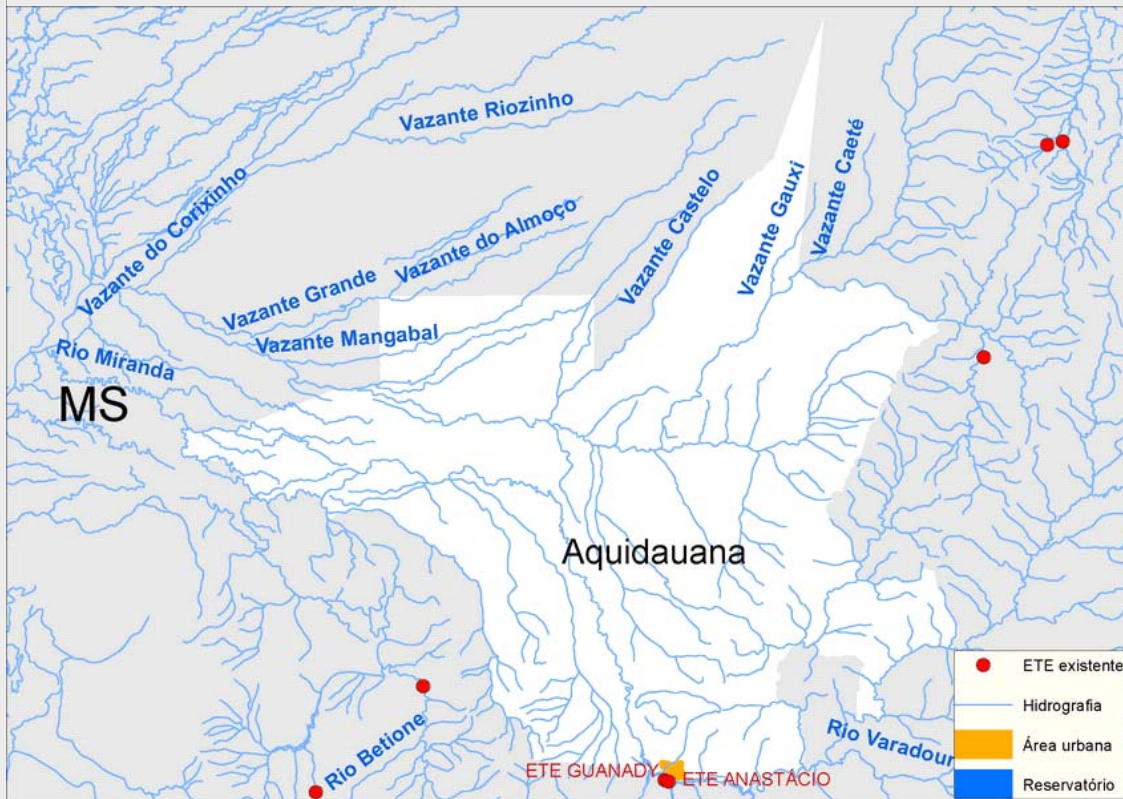 Vazante Riozinho
Vazante Caeté
Vazante Gauxi
Vazante Castelo
Vazante do Corixinho
Vazante do Almoço
Vazante Grande
Vazante Mangabal
Rio Miranda
MS
Aquidauana
Rio Betione
Rio Varadour
ETE GUANADY
ETE ANASTÁCIO
ETE existente
Hidrografia
Área urbana
Reservatório